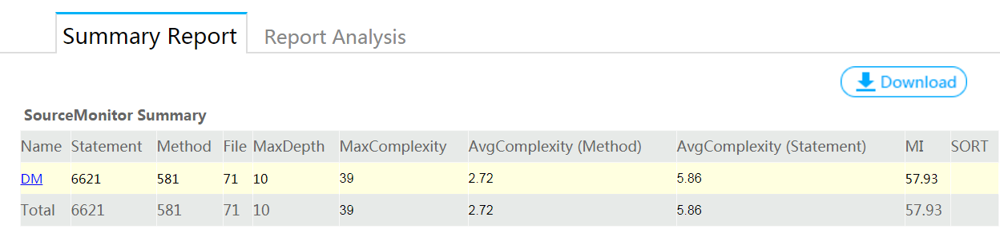 Summary Report Report Analysis
Download
SourceMonitor Summary
Name Statement Method File MaxDepth MaxComplexity AvgComplexity (Method) AvgComplexity (Statement) MI SORT
DM 6621 581 71 10 39 2.72 5.86 57.93
Total 6621 581 71 10 39 2.72 5.86 57.93